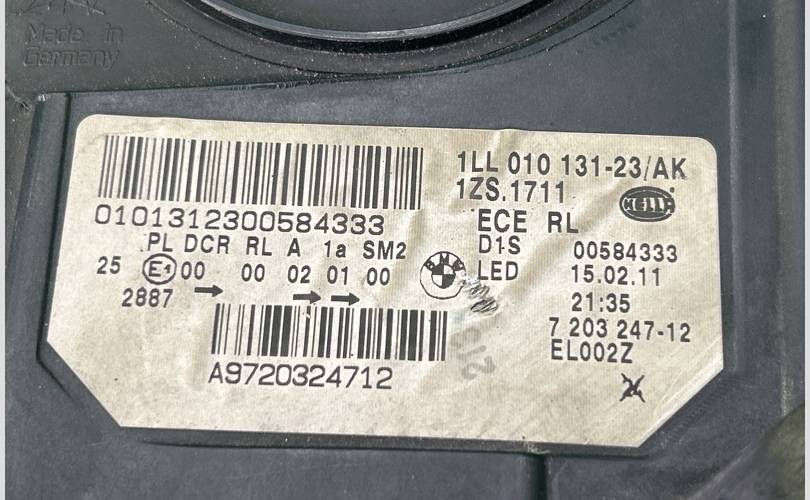 Made in
Germany
1LL 010 131-23/AK
1ZS.1711
HELLA
0101312300584333
ECE RL
PL DCR RL A 1a SM2
D1S 00584333
25 E1 00 00 02 01 00
BMW
LED 15.02.11
2887 → → →
21:35
7 203 247-12
EL002Z
A9720324712